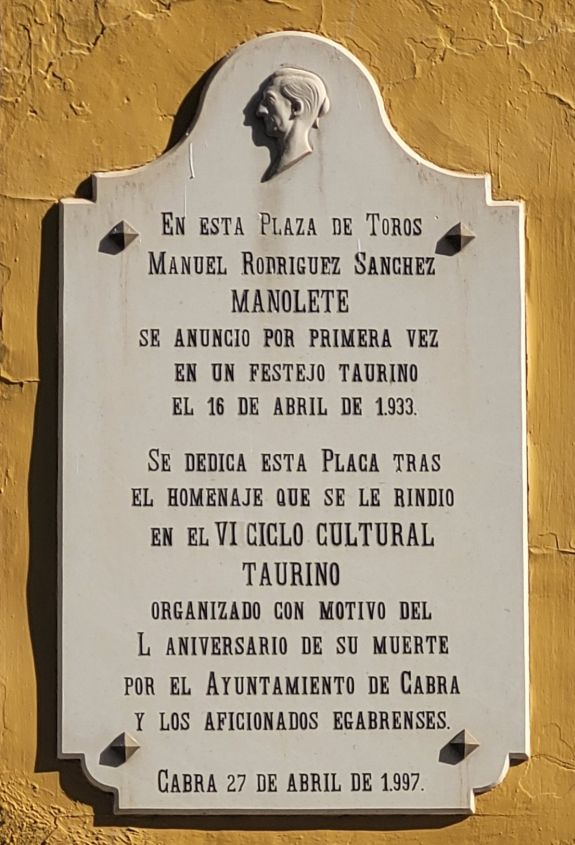 En esta Plaza de Toros
Manuel Rodriguez Sanchez
MANOLETE
se anuncio por primera vez
en un festejo taurino
el 16 de abril de 1.933.
Se dedica esta Placa tras
el homenaje que se le rindio
en el VI CICLO CULTURAL
TAURINO
organizado con motivo del
L aniversario de su muerte
por el Ayuntamiento de Cabra
y los aficionados egabrenses.
Cabra 27 de abril de 1.997.